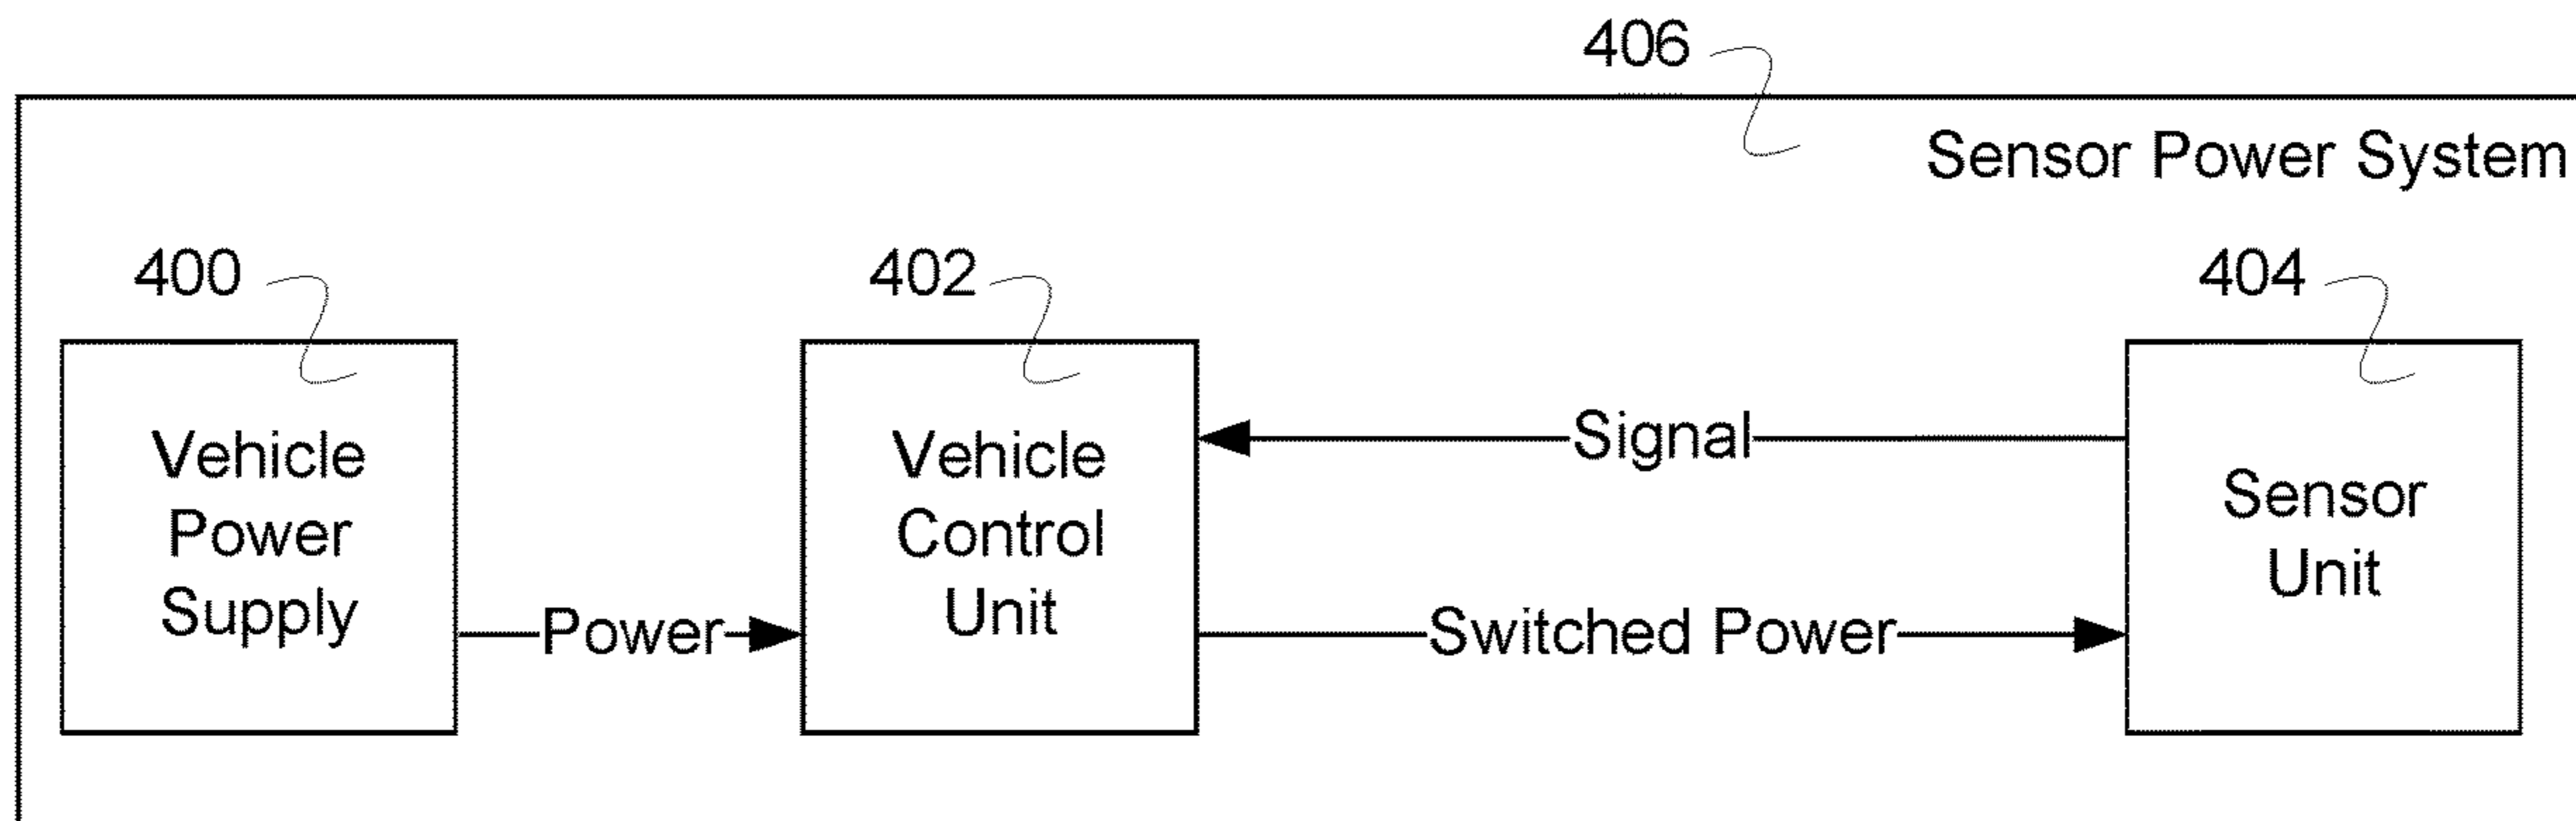 406
Sensor Power System
400
402
404
Vehicle
Power
Supply
Power
Vehicle
Control
Unit
Signal
Switched Power
Sensor
Unit